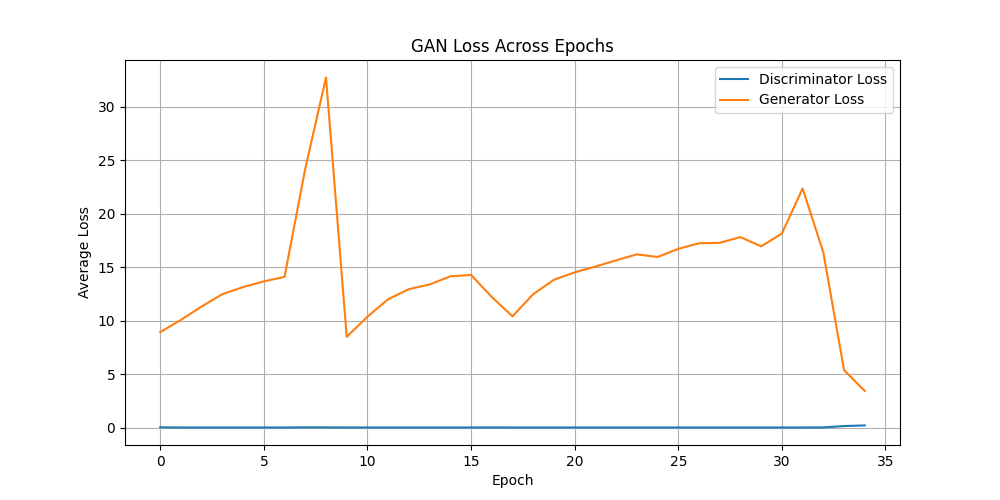 GAN Loss Across Epochs
Discriminator Loss
Generator Loss
Average Loss
30
25
20
15
10
5
0
0 5 10 15 20 25 30 35
Epoch